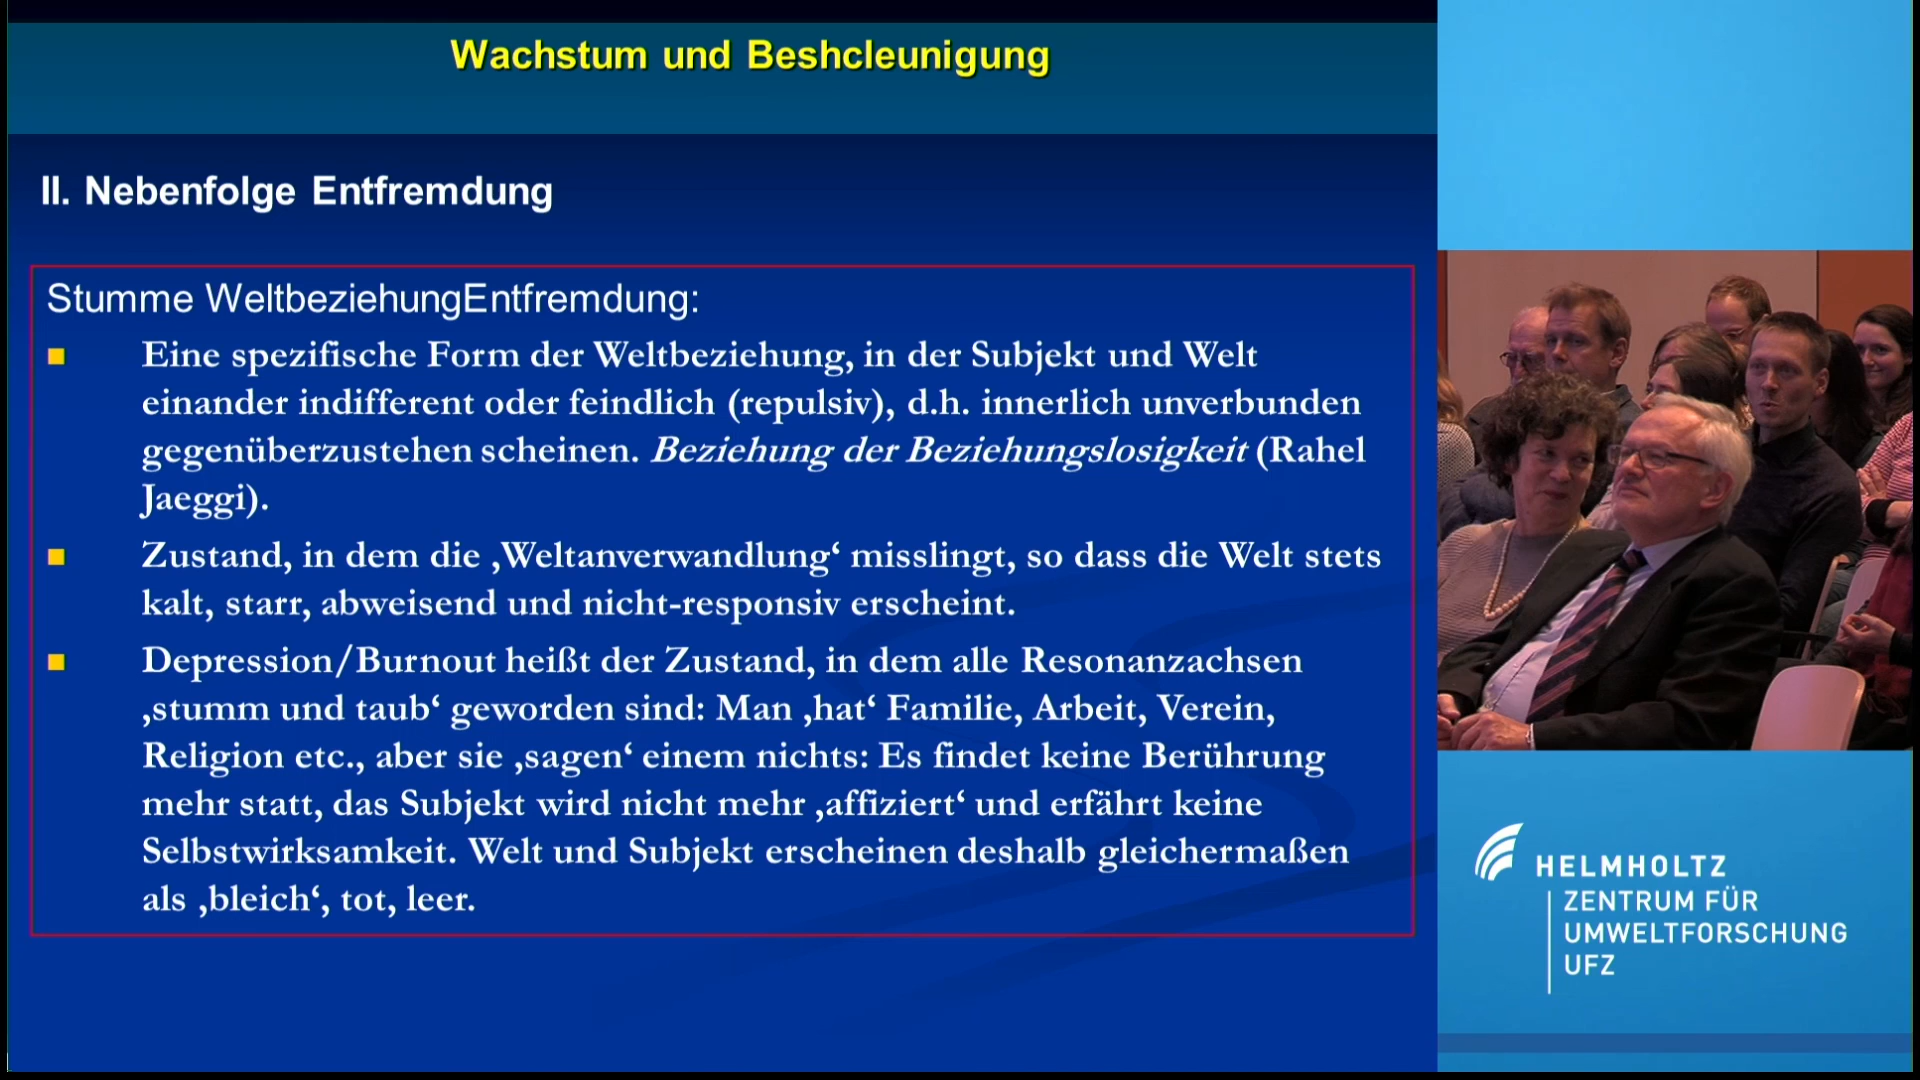 Wachstum und Beshcleunigung
II. Nebenfolge Entfremdung
Stumme WeltbeziehungEntfremdung:
Eine spezifische Form der Weltbeziehung, in der Subjekt und Welt
einander indifferent oder feindlich (repulsiv), d.h. innerlich unverbunden
gegenüberzustehen scheinen. Beziehung der Beziehungslosigkeit (Rahel
Jaeggi).
Zustand, in dem die ‚Weltanverwandlung‘ misslingt, so dass die Welt stets
kalt, starr, abweisend und nicht-responsiv erscheint.
Depression/Burnout heißt der Zustand, in dem alle Resonanzachsen
‚stumm und taub‘ geworden sind: Man ‚hat‘ Familie, Arbeit, Verein,
Religion etc., aber sie ‚sagen‘ einem nichts: Es findet keine Berührung
mehr statt, das Subjekt wird nicht mehr ‚affiziert‘ und erfährt keine
Selbstwirksamkeit. Welt und Subjekt erscheinen deshalb gleichermaßen
als ‚bleich‘, tot, leer.
HELMHOLTZ
ZENTRUM FÜR
UMWELTFORSCHUNG
UFZ